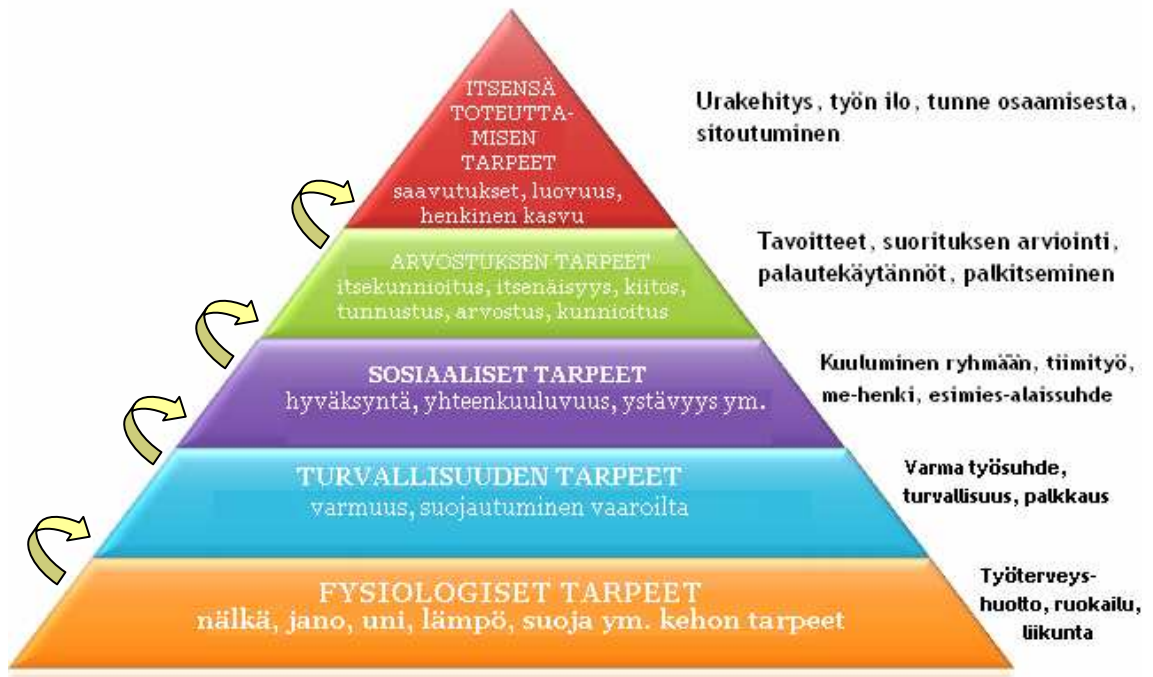 ITSENSÄ
TOTEUTTA-
MISEN
TARPEET
saavutukset, luovuus,
henkinen kasvu
Urakehitys, työn ilo, tunne osaamisesta,
sitoutuminen
ARVOSTUKSEN TARPEET
itsekunnioitus, itsenäisyys, kiitos,
tunnustus, arvostus, kunnioitus
Tavoitteet, suorituksen arviointi,
palautekäytännöt, palkitseminen
SOSIAALISET TARPEET
hyväksyntä, yhteenkuuluvuus, ystävyys ym.
Kuuluminen ryhmään, tiimityö,
me-henki, esimies-alaissuhde
TURVALLISUUDEN TARPEET
varmuus, suojautuminen vaaroilta
Varma työsuhde,
turvallisuus, palkkaus
FYSIOLOGISET TARPEET
nälkä, jano, uni, lämpö, suoja ym. kehon tarpeet
Työterveys-
huolto, ruokailu,
liikunta